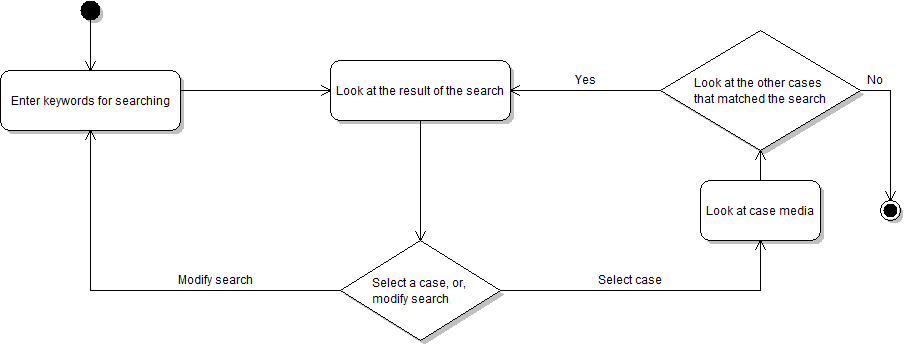 Enter keywords for searching
Look at the result of the search
Yes
Look at the other cases
that matched the search
No
Look at case media
Modify search
Select a case, or,
modify search
Select case